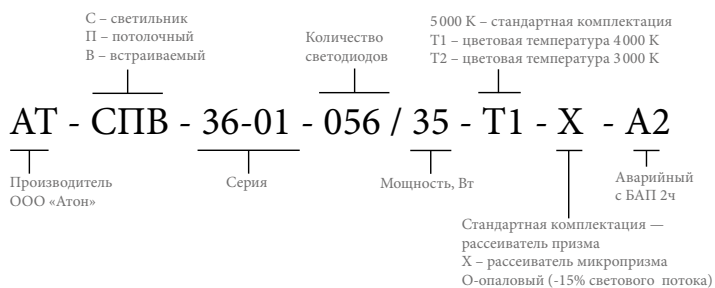 С – светильник
П – потолочный
В – встраиваемый
Количество
светодиодов
5000 K – стандартная комплектация
Т1 – цветовая температура 4000 K
Т2 – цветовая температура 3000 K
АТ - СПВ - 36-01 - 056 / 35 - Т1 - Х - А2
Производитель
ООО «Атон»
Серия
Мощность, Вт
Аварийный
с БАП 2ч
Стандартная комплектация —
рассеиватель призма
Х – рассеиватель микропризма
О-опаловый (-15% светового потока)